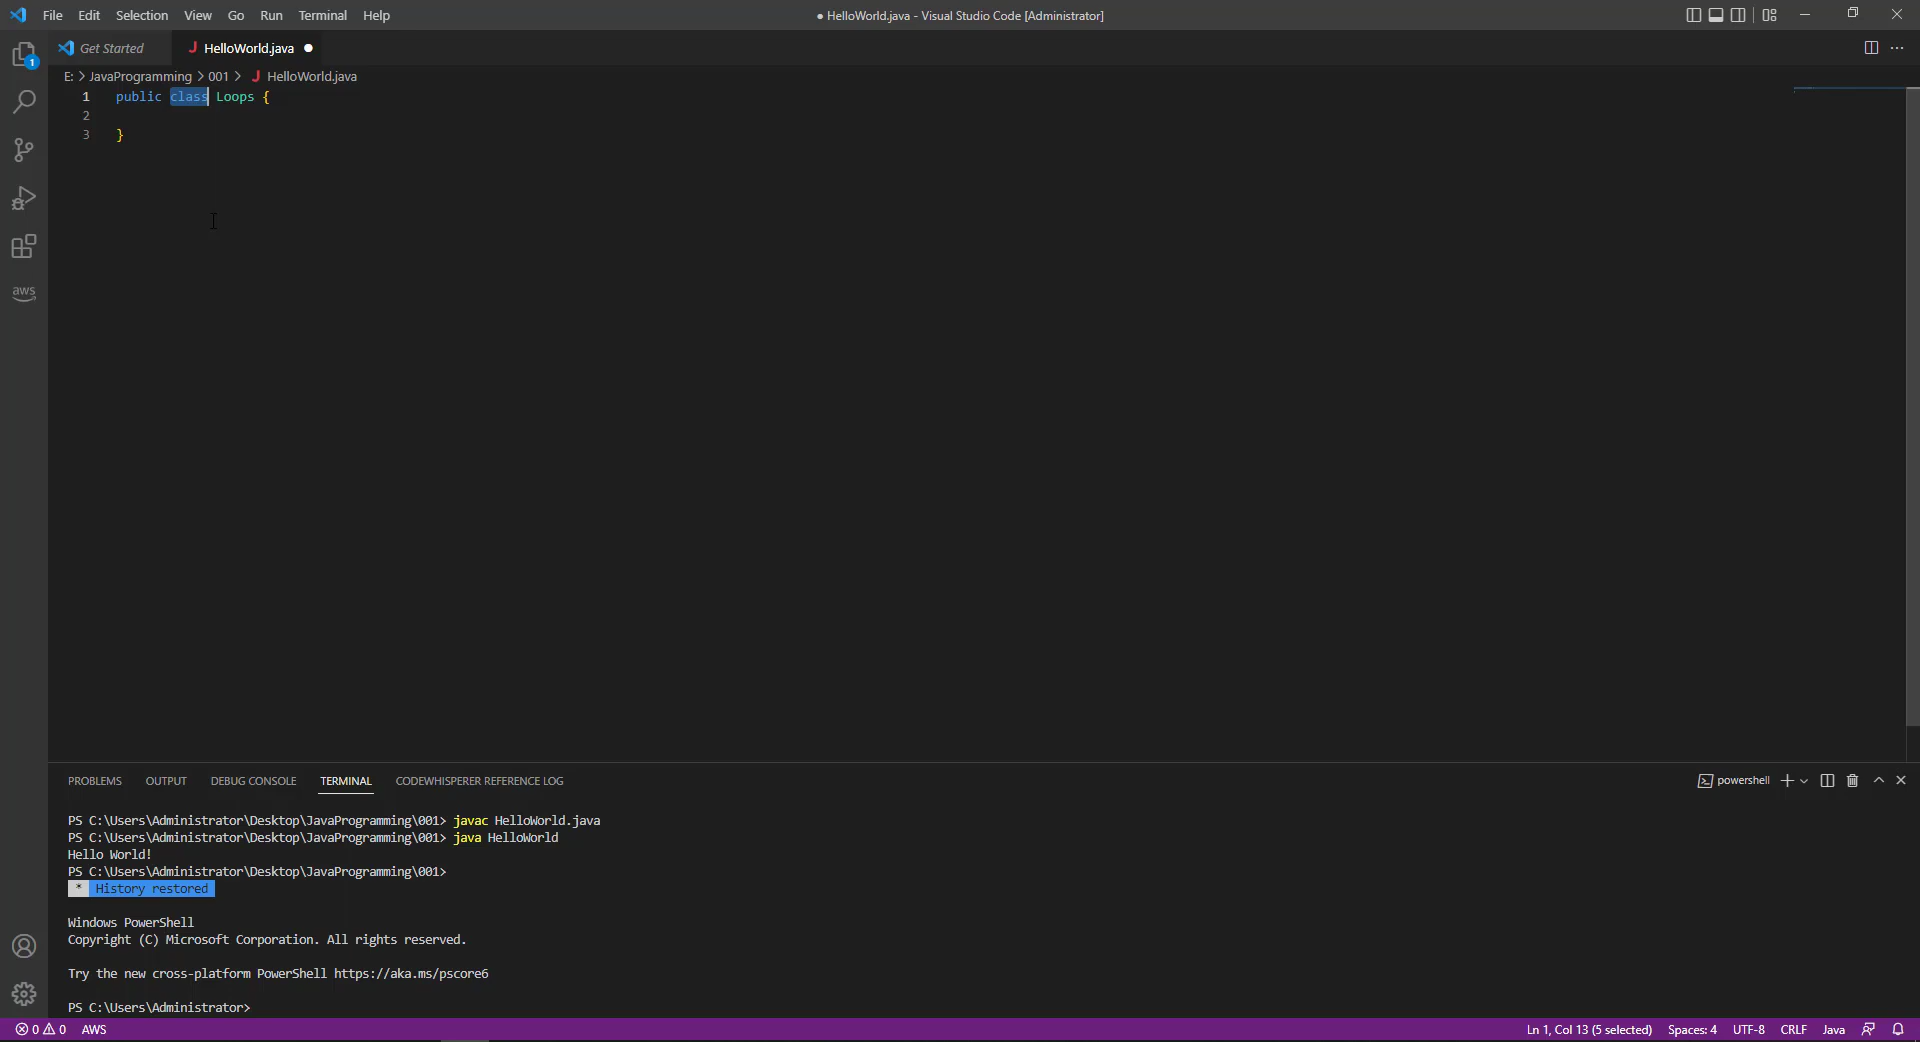 File Edit Selection View Go Run Terminal Help
● HelloWorld.java - Visual Studio Code [Administrator]
Get Started
HelloWorld.java ●
E: > JavaProgramming > 001 > HelloWorld.java
1 public class Loops {
2
3 }
1
aws
PROBLEMS OUTPUT DEBUG CONSOLE TERMINAL CODEWHISPERER REFERENCE LOG
powershell
PS C:\Users\Administrator\Desktop\JavaProgramming\001> javac HelloWorld.java
PS C:\Users\Administrator\Desktop\JavaProgramming\001> java HelloWorld
Hello World!
PS C:\Users\Administrator\Desktop\JavaProgramming\001>
* History restored
Windows PowerShell
Copyright (C) Microsoft Corporation. All rights reserved.
Try the new cross-platform PowerShell https://aka.ms/pscore6
PS C:\Users\Administrator>
0 0 AWS
Ln 1, Col 13 (5 selected) Spaces: 4 UTF-8 CRLF Java